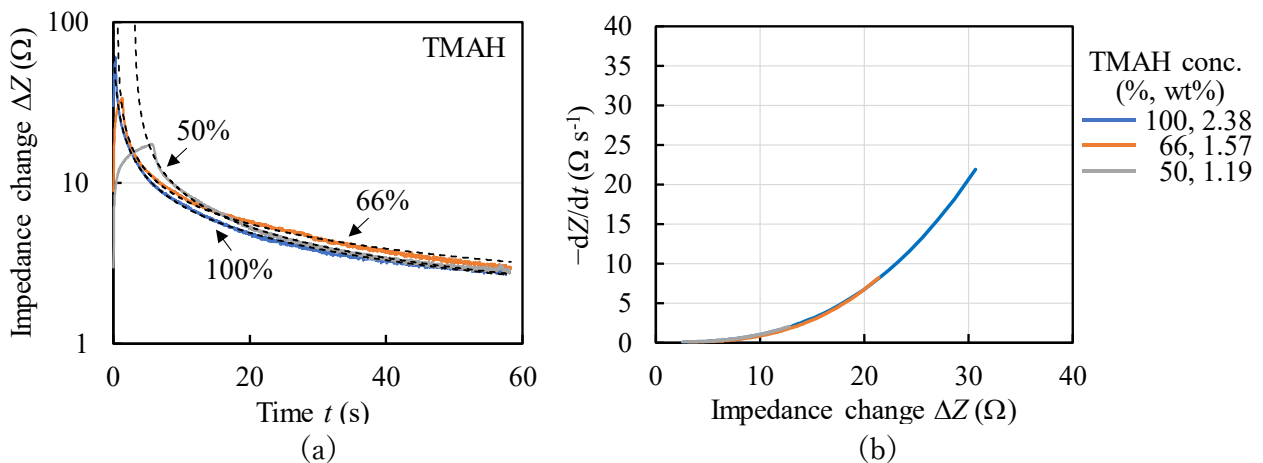 100
10
1
Impedance change ΔZ (Ω)
TMAH
50%
66%
100%
0 20 40 60
Time t (s)
(a)
40
35
30
25
20
15
10
5
0
−dZ/dt (Ω s⁻¹)
0 10 20 30 40
Impedance change ΔZ (Ω)
(b)
TMAH conc.
(%, wt%)
100, 2.38
66, 1.57
50, 1.19